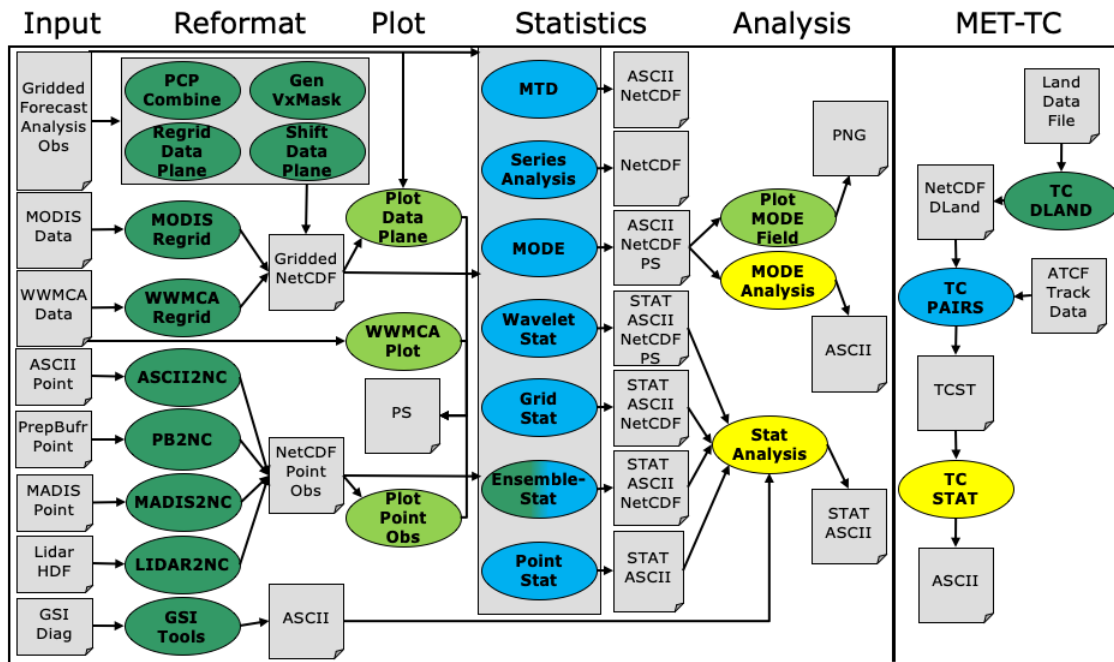 Input
Reformat
Plot
Statistics
Analysis
MET-TC
Gridded
Forecast
Analysis
Obs
MODIS
Data
WWMCA
Data
ASCII
Point
PrepBufr
Point
MADIS
Point
Lidar
HDF
GSI
Diag
PCP
Combine
Gen
VxMask
Regrid
Data
Plane
Shift
Data
Plane
MODIS
Regrid
WWMCA
Regrid
ASCII2NC
PB2NC
MADIS2NC
LIDAR2NC
GSI
Tools
Gridded
NetCDF
NetCDF
Point
Obs
ASCII
Plot
Data
Plane
WWMCA
Plot
PS
Plot
Point
Obs
MTD
Series
Analysis
MODE
Wavelet
Stat
Grid
Stat
Ensemble-
Stat
Point
Stat
ASCII
NetCDF
NetCDF
ASCII
NetCDF
PS
STAT
ASCII
NetCDF
PS
STAT
ASCII
NetCDF
STAT
ASCII
NetCDF
STAT
ASCII
Plot
MODE
Field
MODE
Analysis
Stat
Analysis
PNG
ASCII
STAT
ASCII
Land
Data
File
TC
DLAND
NetCDF
DLand
TC
PAIRS
ATCF
Track
Data
TCST
TC
STAT
ASCII